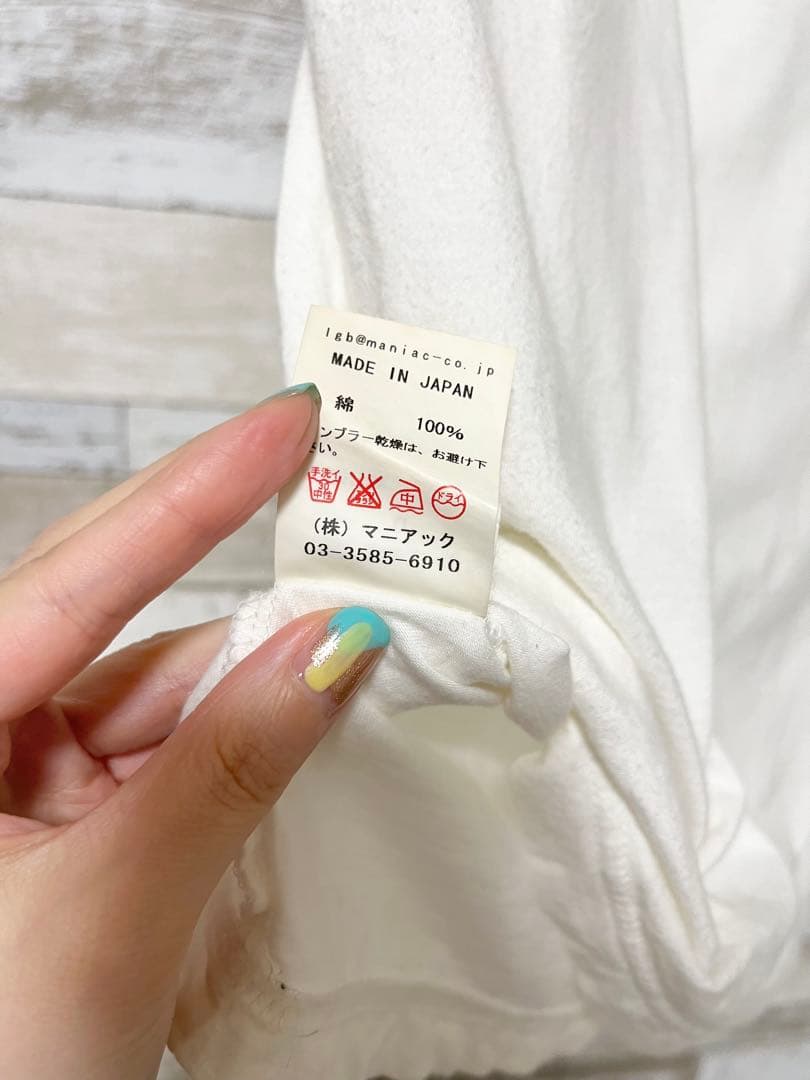 lgb@maniac-co.jp
MADE IN JAPAN
綿 100%
ンブラー乾燥は、お避け下
さい。
手洗イ 30 中性 中 ドライ
(株) マニアック
03-3585-6910